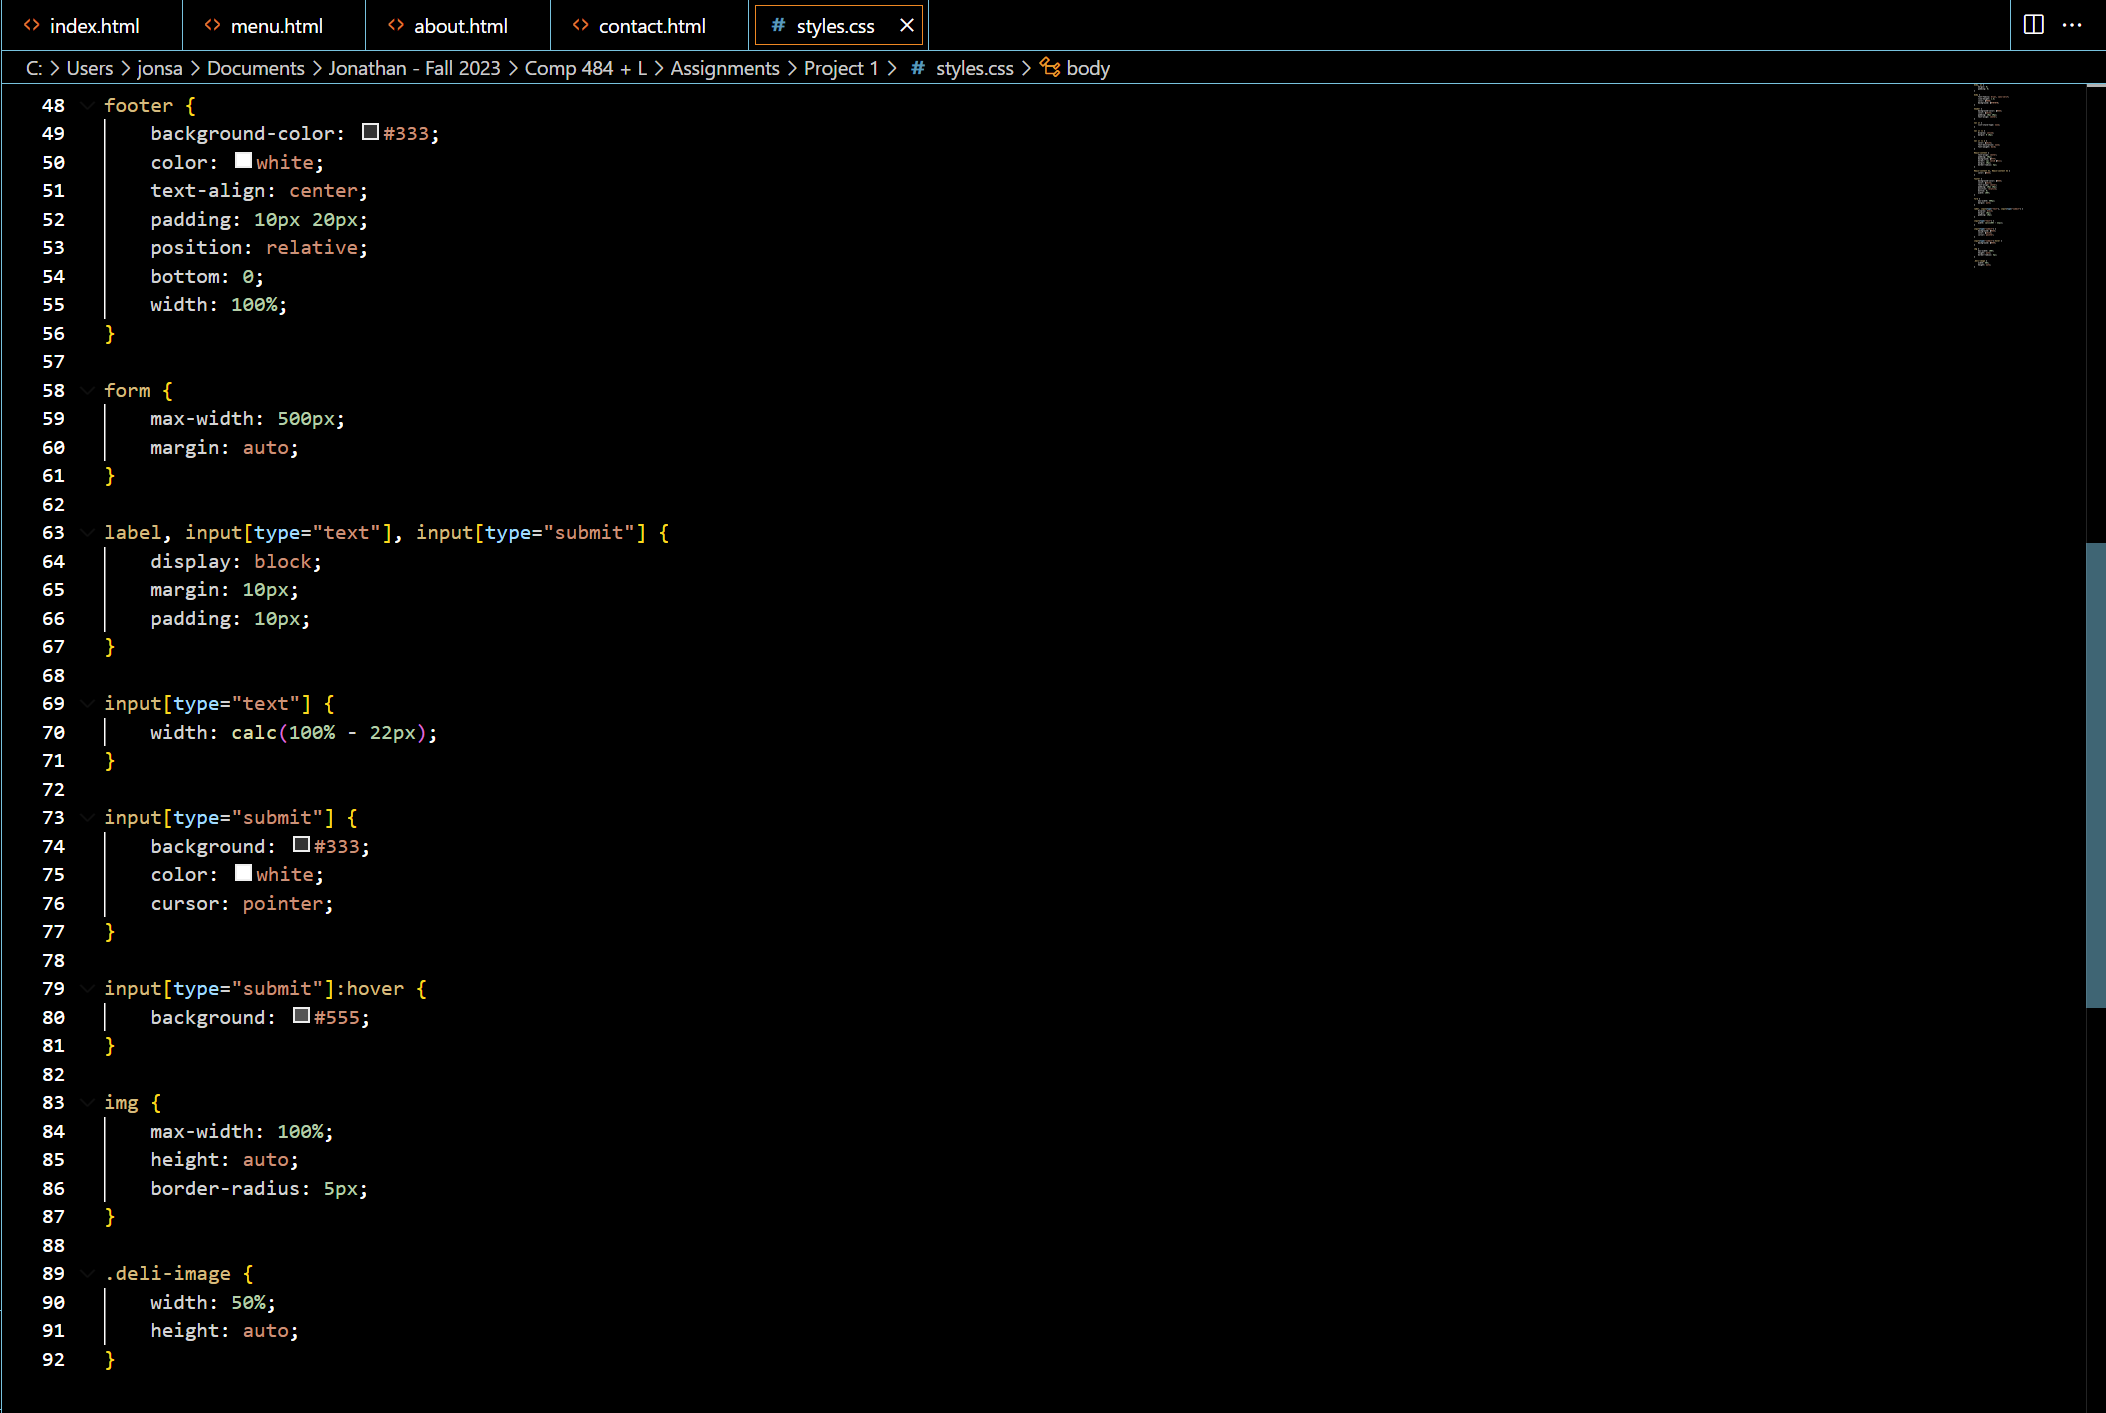 index.html menu.html about.html contact.html # styles.css
C: > Users > jonsa > Documents > Jonathan - Fall 2023 > Comp 484 + L > Assignments > Project 1 > # styles.css > body
48 footer {
49     background-color: #333;
50     color: white;
51     text-align: center;
52     padding: 10px 20px;
53     position: relative;
54     bottom: 0;
55     width: 100%;
56 }
57
58 form {
59     max-width: 500px;
60     margin: auto;
61 }
62
63 label, input[type="text"], input[type="submit"] {
64     display: block;
65     margin: 10px;
66     padding: 10px;
67 }
68
69 input[type="text"] {
70     width: calc(100% - 22px);
71 }
72
73 input[type="submit"] {
74     background: #333;
75     color: white;
76     cursor: pointer;
77 }
78
79 input[type="submit"]:hover {
80     background: #555;
81 }
82
83 img {
84     max-width: 100%;
85     height: auto;
86     border-radius: 5px;
87 }
88
89 .deli-image {
90     width: 50%;
91     height: auto;
92 }